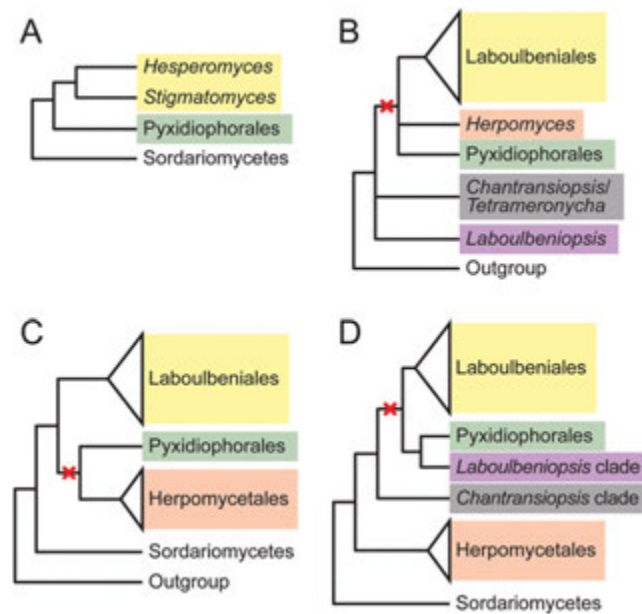 A
Hesperomyces
Stigmatomyces
Pyxidiophorales
Sordariomycetes
B
Laboulbeniales
Herpomyces
Pyxidiophorales
Chantransiopsis/
Tetrameronycha
Laboulbeniopsis
Outgroup
C
Laboulbeniales
Pyxidiophorales
Herpomycetales
Sordariomycetes
Outgroup
D
Laboulbeniales
Pyxidiophorales
Laboulbeniopsis clade
Chantransiopsis clade
Herpomycetales
Sordariomycetes